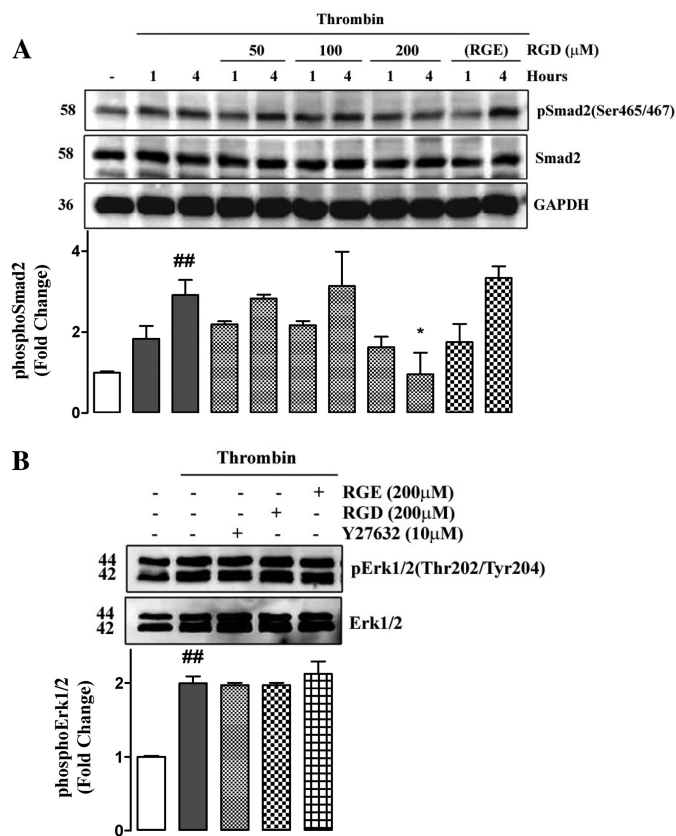 Thrombin
A
50 100 200 (RGE) RGD (μM)
- 1 4 1 4 1 4 1 4 1 4 Hours
58 pSmad2(Ser465/467)
58 Smad2
36 GAPDH
phosphoSmad2
(Fold Change)
4
2
0
##
*
B
Thrombin
- - - - + RGE (200μM)
- - - + - RGD (200μM)
- - + - - Y27632 (10μM)
44
42
pErk1/2(Thr202/Tyr204)
44
42
Erk1/2
phosphoErk1/2
(Fold Change)
2
1
0
##